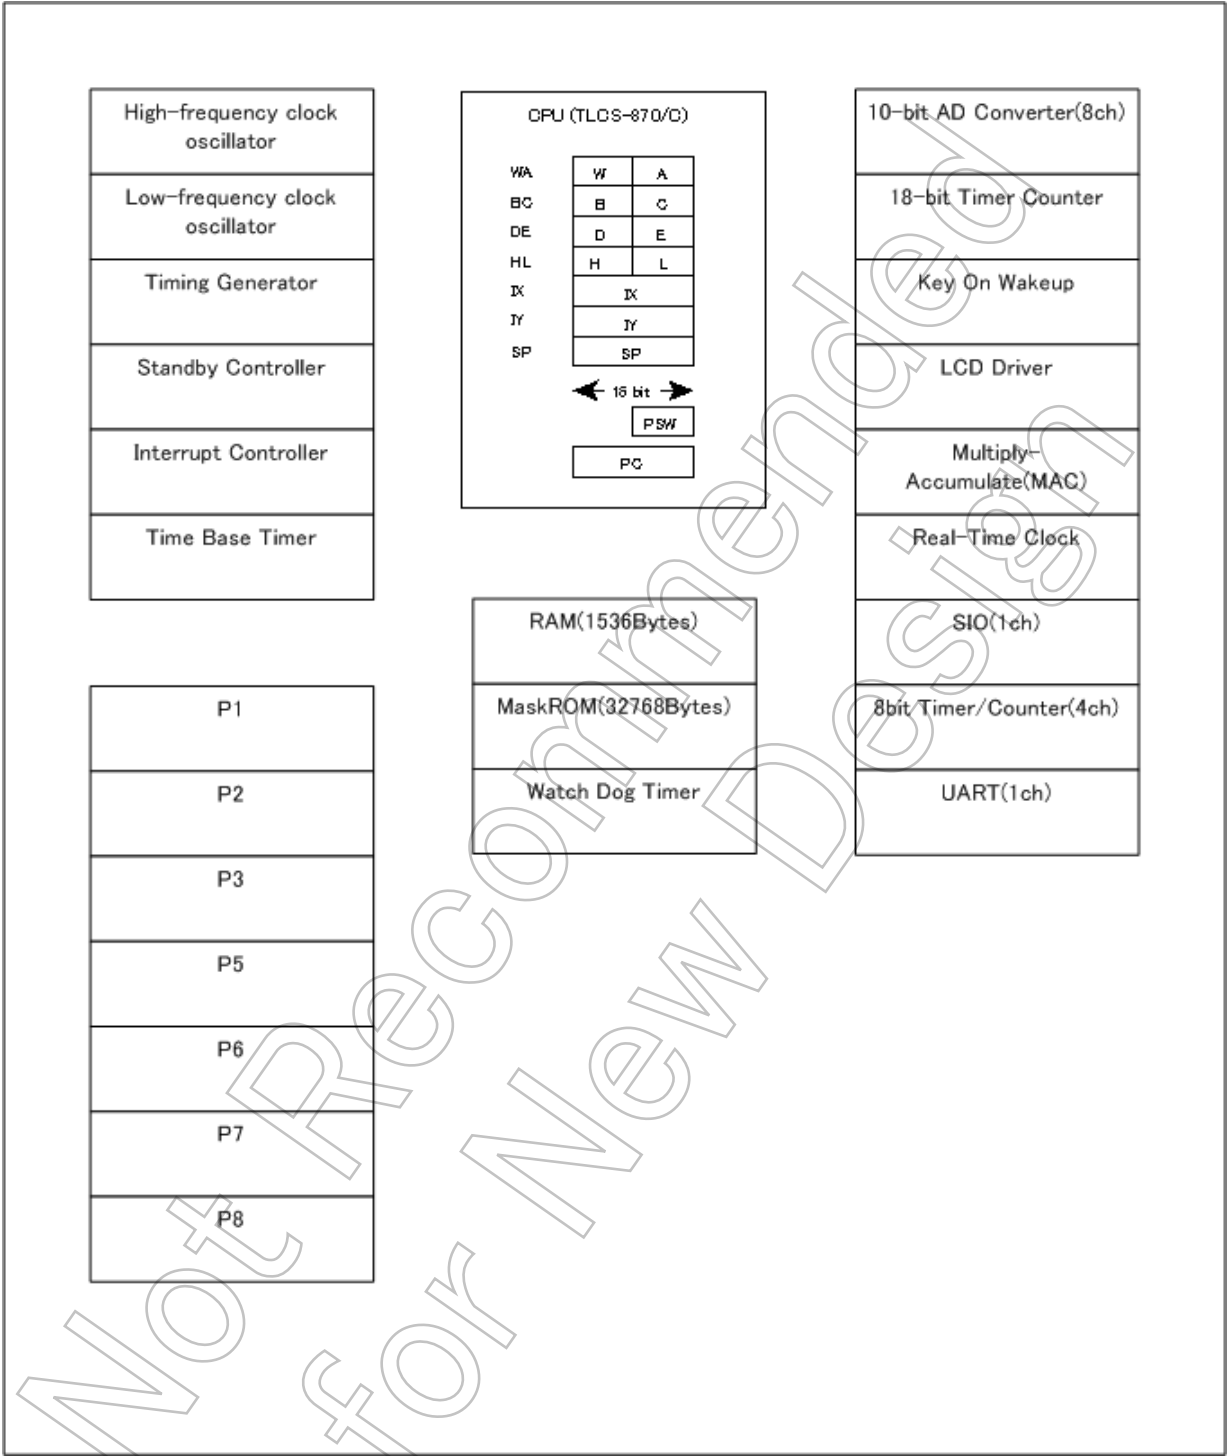 High-frequency clock
oscillator
Low-frequency clock
oscillator
Timing Generator
Standby Controller
Interrupt Controller
Time Base Timer
P1
P2
P3
P5
P6
P7
P8
CPU (TLCS-870/C)
WA W A
BC B C
DE D E
HL H L
IX IX
IY IY
SP SP
16 bit
PSW
PC
RAM(1536Bytes)
MaskROM(32768Bytes)
Watch Dog Timer
10-bit AD Converter(8ch)
18-bit Timer Counter
Key On Wakeup
LCD Driver
Multiply-
Accumulate(MAC)
Real-Time Clock
SIO(1ch)
8bit Timer/Counter(4ch)
UART(1ch)
Not Recommended
for New Design